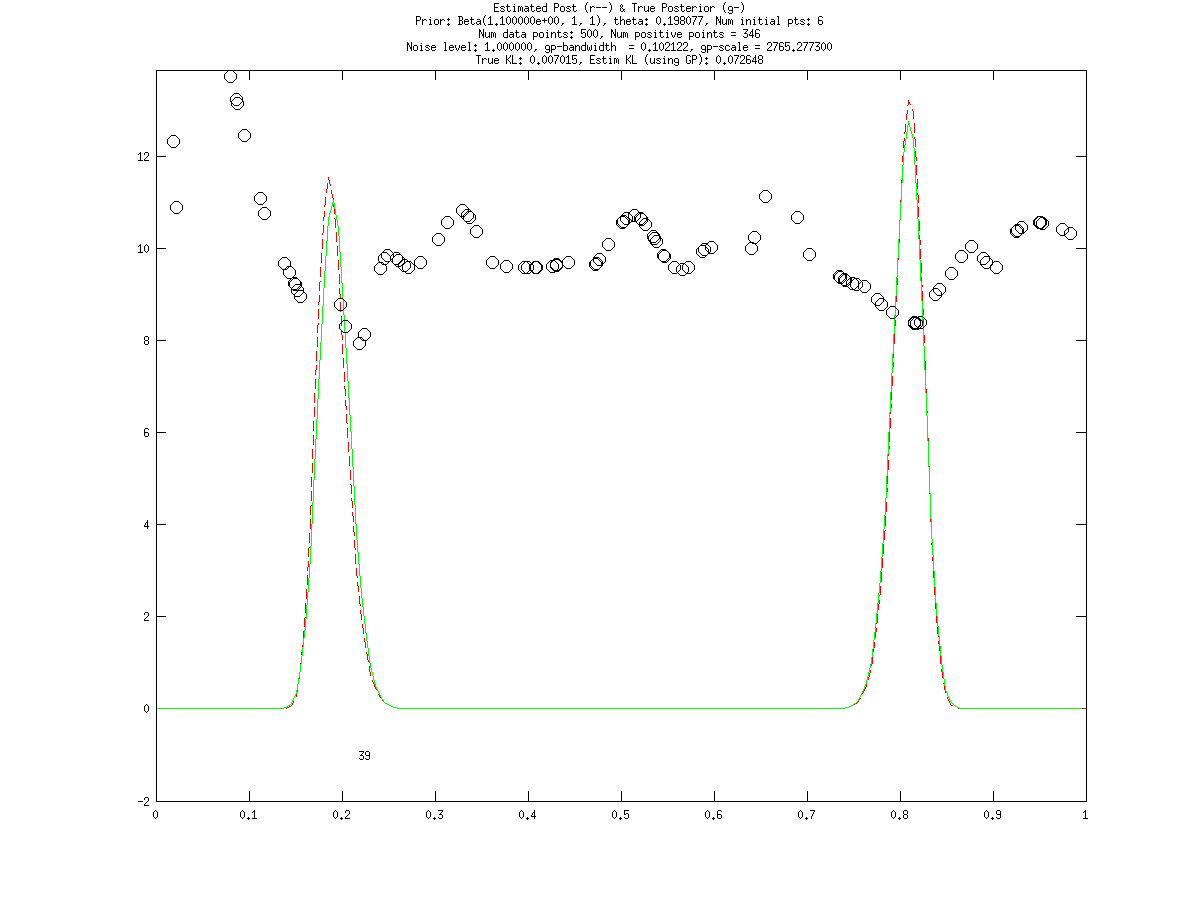 Estimated Post (r--) & True Posterior (g-)
Prior: Beta(1.100000e+00, 1, 1), theta: 0.198077, Num initial pts: 6
Num data points: 500, Num positive points = 346
Noise level: 1.000000, gp-bandwidth  = 0.102122, gp-scale = 2765.277300
True KL: 0.007015, Estim KL (using GP): 0.072648
12
10
8
6
4
2
0
39
-2
0 0.1 0.2 0.3 0.4 0.5 0.6 0.7 0.8 0.9 1